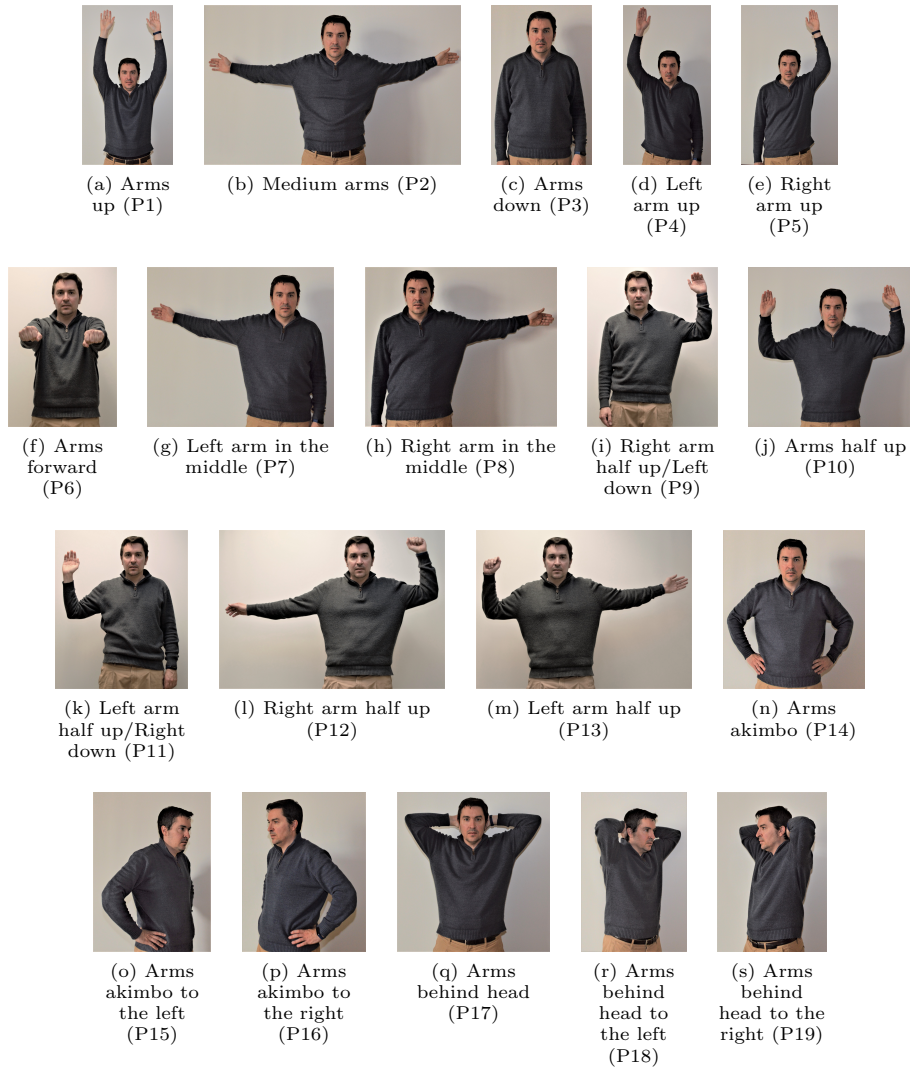 (a) Arms
up (P1)
(b) Medium arms (P2)
(c) Arms
down (P3)
(d) Left
arm up
(P4)
(e) Right
arm up
(P5)
(f) Arms
forward
(P6)
(g) Left arm in the
middle (P7)
(h) Right arm in the
middle (P8)
(i) Right arm
half up/Left
down (P9)
(j) Arms half up
(P10)
(k) Left arm
half up/Right
down (P11)
(l) Right arm half up
(P12)
(m) Left arm half up
(P13)
(n) Arms
akimbo (P14)
(o) Arms
akimbo to
the left
(P15)
(p) Arms
akimbo to
the right
(P16)
(q) Arms
behind head
(P17)
(r) Arms
behind
head to
the left
(P18)
(s) Arms
behind
head to the
right (P19)